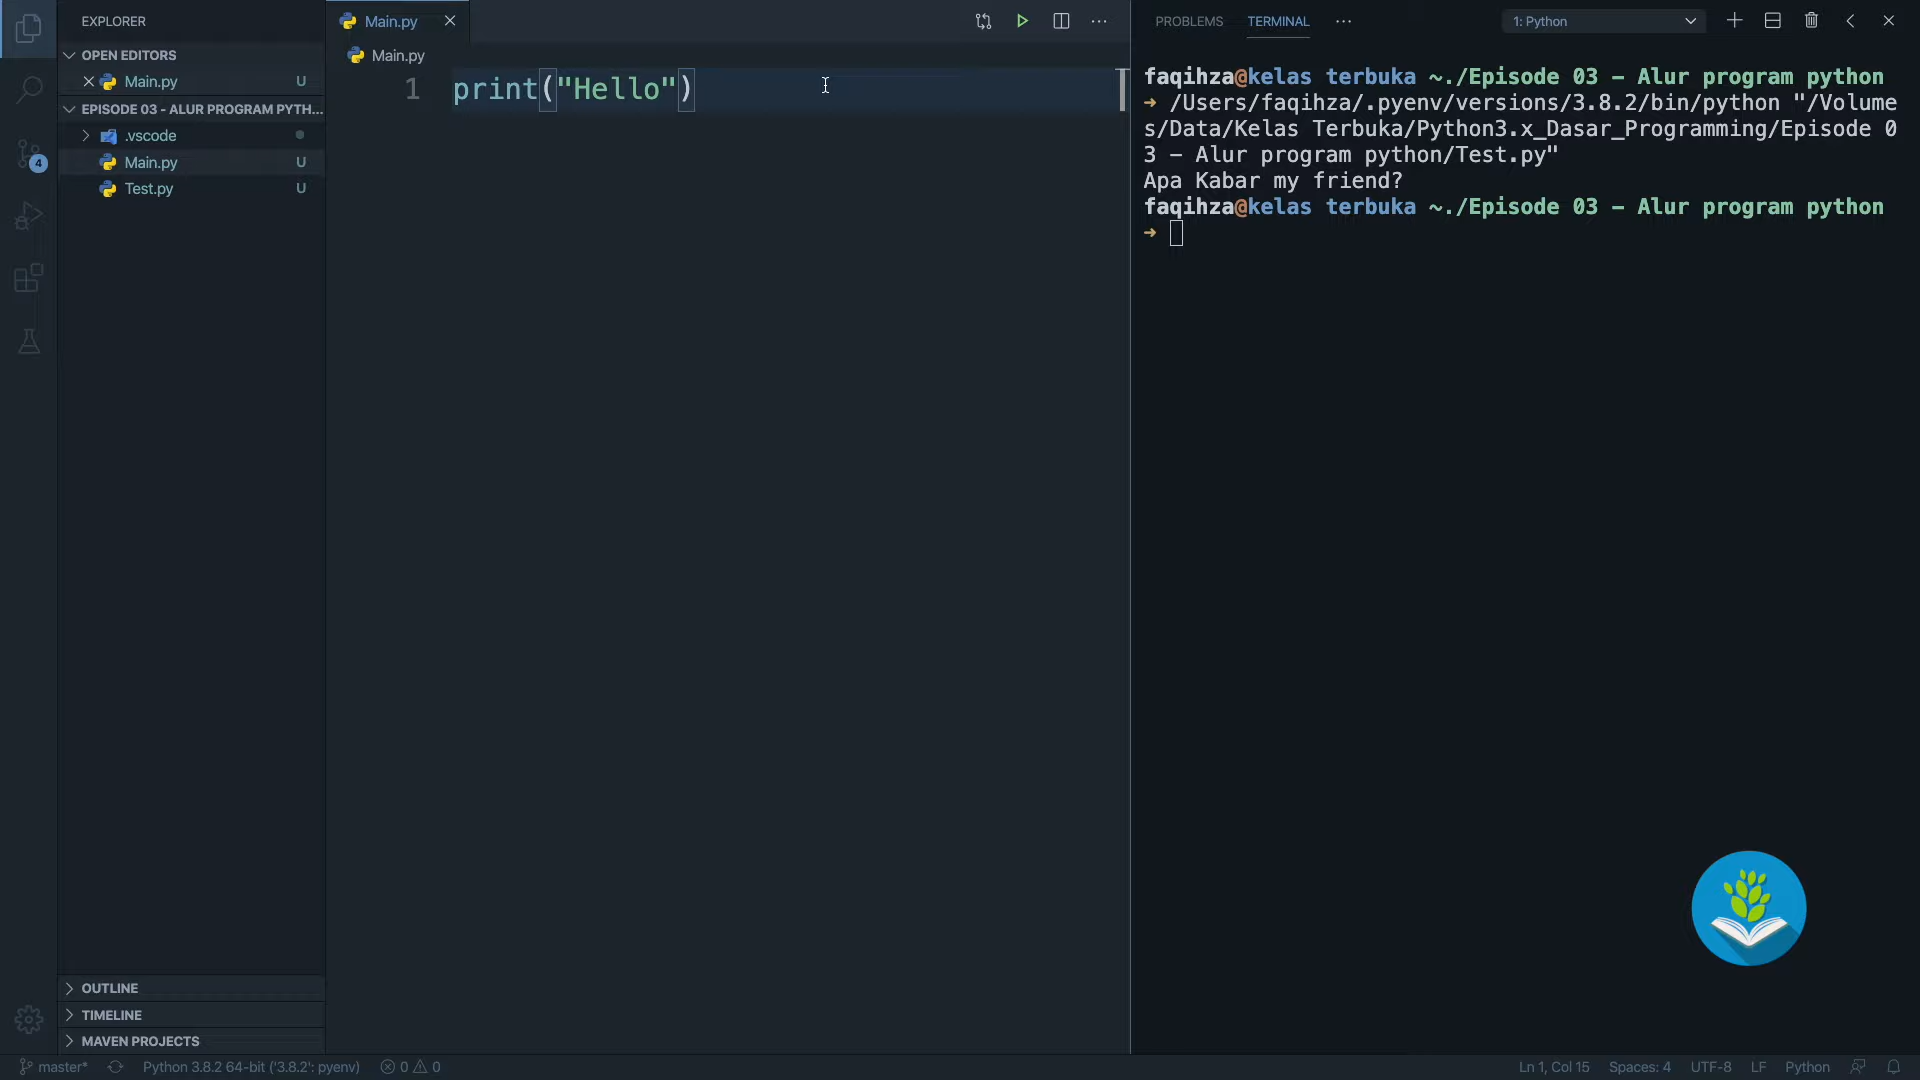 EXPLORER
OPEN EDITORS
Main.py U
EPISODE 03 - ALUR PROGRAM PYTH...
.vscode
Main.py U
Test.py U
4
OUTLINE
TIMELINE
MAVEN PROJECTS
Main.py
Main.py
1 print("Hello")
PROBLEMS TERMINAL
1: Python
faqihza@kelas terbuka ~./Episode 03 – Alur program python
➜ /Users/faqihza/.pyenv/versions/3.8.2/bin/python "/Volume
s/Data/Kelas Terbuka/Python3.x_Dasar_Programming/Episode 0
3 – Alur program python/Test.py"
Apa Kabar my friend?
faqihza@kelas terbuka ~./Episode 03 – Alur program python
➜
master* Python 3.8.2 64-bit ('3.8.2': pyenv) 0 0 Ln 1, Col 15 Spaces: 4 UTF-8 LF Python